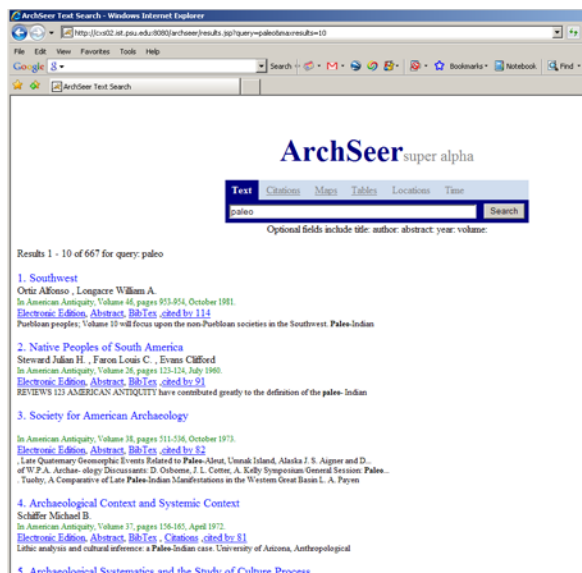 ArchSeer Text Search - Windows Internet Explorer
http://cxs02.ist.psu.edu:8080/archseer/results.jsp?query=paleo&maxresults=10
File Edit View Favorites Tools Help
Google Search Bookmarks Notebook Find
ArchSeer Text Search
ArchSeer super alpha
Text Citations Maps Tables Locations Time
paleo Search
Optional fields include title: author: abstract: year: volume:
Results 1 - 10 of 667 for query: paleo
1. Southwest
Ortiz Alfonso , Longacre William A.
In American Antiquity, Volume 46, pages 953-954, October 1981.
Electronic Edition, Abstract, BibTex ,cited by 114
Puebloan peoples; Volume 10 will focus upon the non-Puebloan societies in the Southwest. Paleo-Indian
2. Native Peoples of South America
Steward Julian H. , Faron Louis C. , Evans Clifford
In American Antiquity, Volume 26, pages 123-124, July 1960.
Electronic Edition, Abstract, BibTex ,cited by 91
REVIEWS 123 AMERICAN ANTIQUITY have contributed greatly to the definition of the paleo- Indian
3. Society for American Archaeology
In American Antiquity, Volume 38, pages 511-536, October 1973.
Electronic Edition, Abstract, BibTex ,cited by 82
, Late Quaternary Geomorphic Events Related to Paleo-Aleut, Umnak Island, Alaska J. S. Aigner and D...
of W.P.A. Archae- ology Discussants: D. Osborne, J. L. Cotter, A. Kelly Symposium/General Session: Paleo...
. Tuohy, A Comparative of Late Paleo-Indian Manifestations in the Western Great Basin L. A. Payen
4. Archaeological Context and Systemic Context
Schiffer Michael B.
In American Antiquity, Volume 37, pages 156-165, April 1972.
Electronic Edition, Abstract, BibTex , Citations ,cited by 81
Lithic analysis and cultural inference: a Paleo-Indian case. University of Arizona, Anthropological
5. Archaeological Systematics and the Study of Culture Process